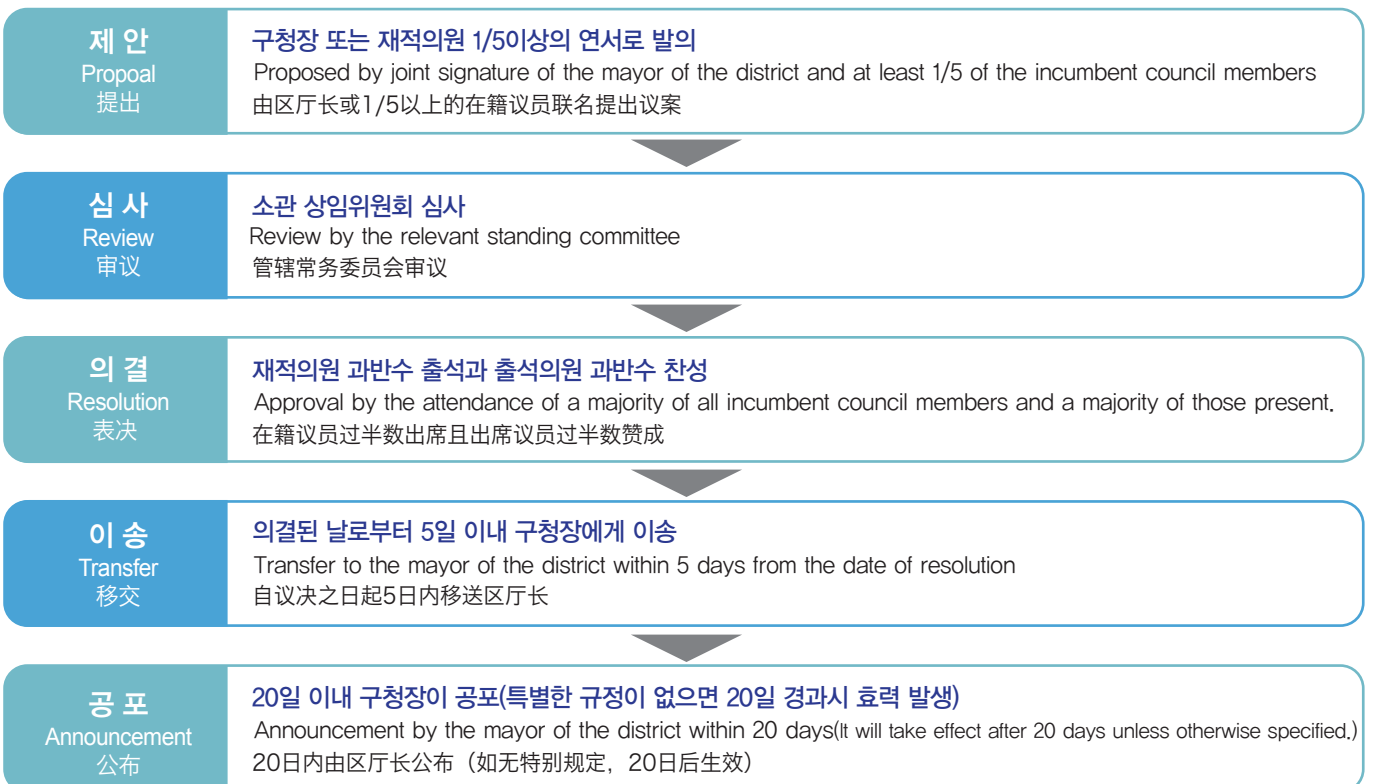 제 안
Propoal
提出
구청장 또는 재적의원 1/5이상의 연서로 발의
Proposed by joint signature of the mayor of the district and at least 1/5 of the incumbent council members
由区厅长或1/5以上的在籍议员联名提出议案
심 사
Review
审议
소관 상임위원회 심사
Review by the relevant standing committee
管辖常务委员会审议
의 결
Resolution
表决
재적의원 과반수 출석과 출석의원 과반수 찬성
Approval by the attendance of a majority of all incumbent council members and a majority of those present.
在籍议员过半数出席且出席议员过半数赞成
이 송
Transfer
移交
의결된 날로부터 5일 이내 구청장에게 이송
Transfer to the mayor of the district within 5 days from the date of resolution
自议决之日起5日内移送区厅长
공 포
Announcement
公布
20일 이내 구청장이 공포(특별한 규정이 없으면 20일 경과시 효력 발생)
Announcement by the mayor of the district within 20 days(It will take effect after 20 days unless otherwise specified.)
20日内由区厅长公布（如无特别规定，20日后生效）